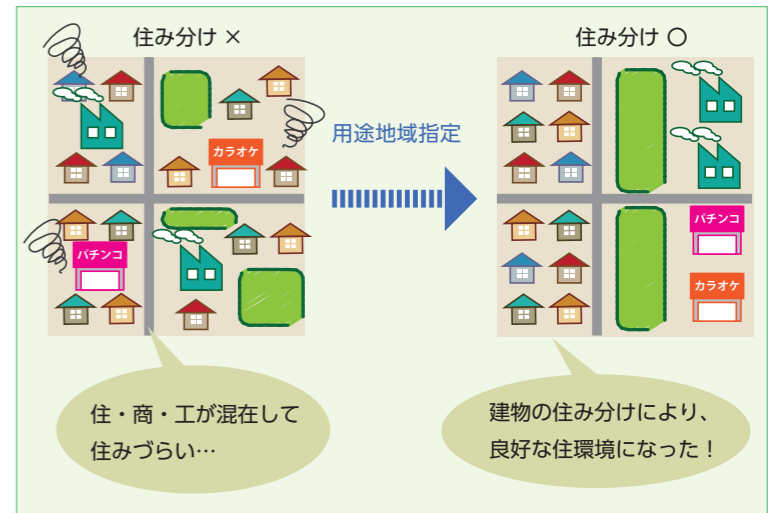 住み分け ×
住み分け 〇
用途地域指定
カラオケ
パチンコ
パチンコ
カラオケ
住・商・工が混在して
住みづらい…
建物の住み分けにより、
良好な住環境になった！